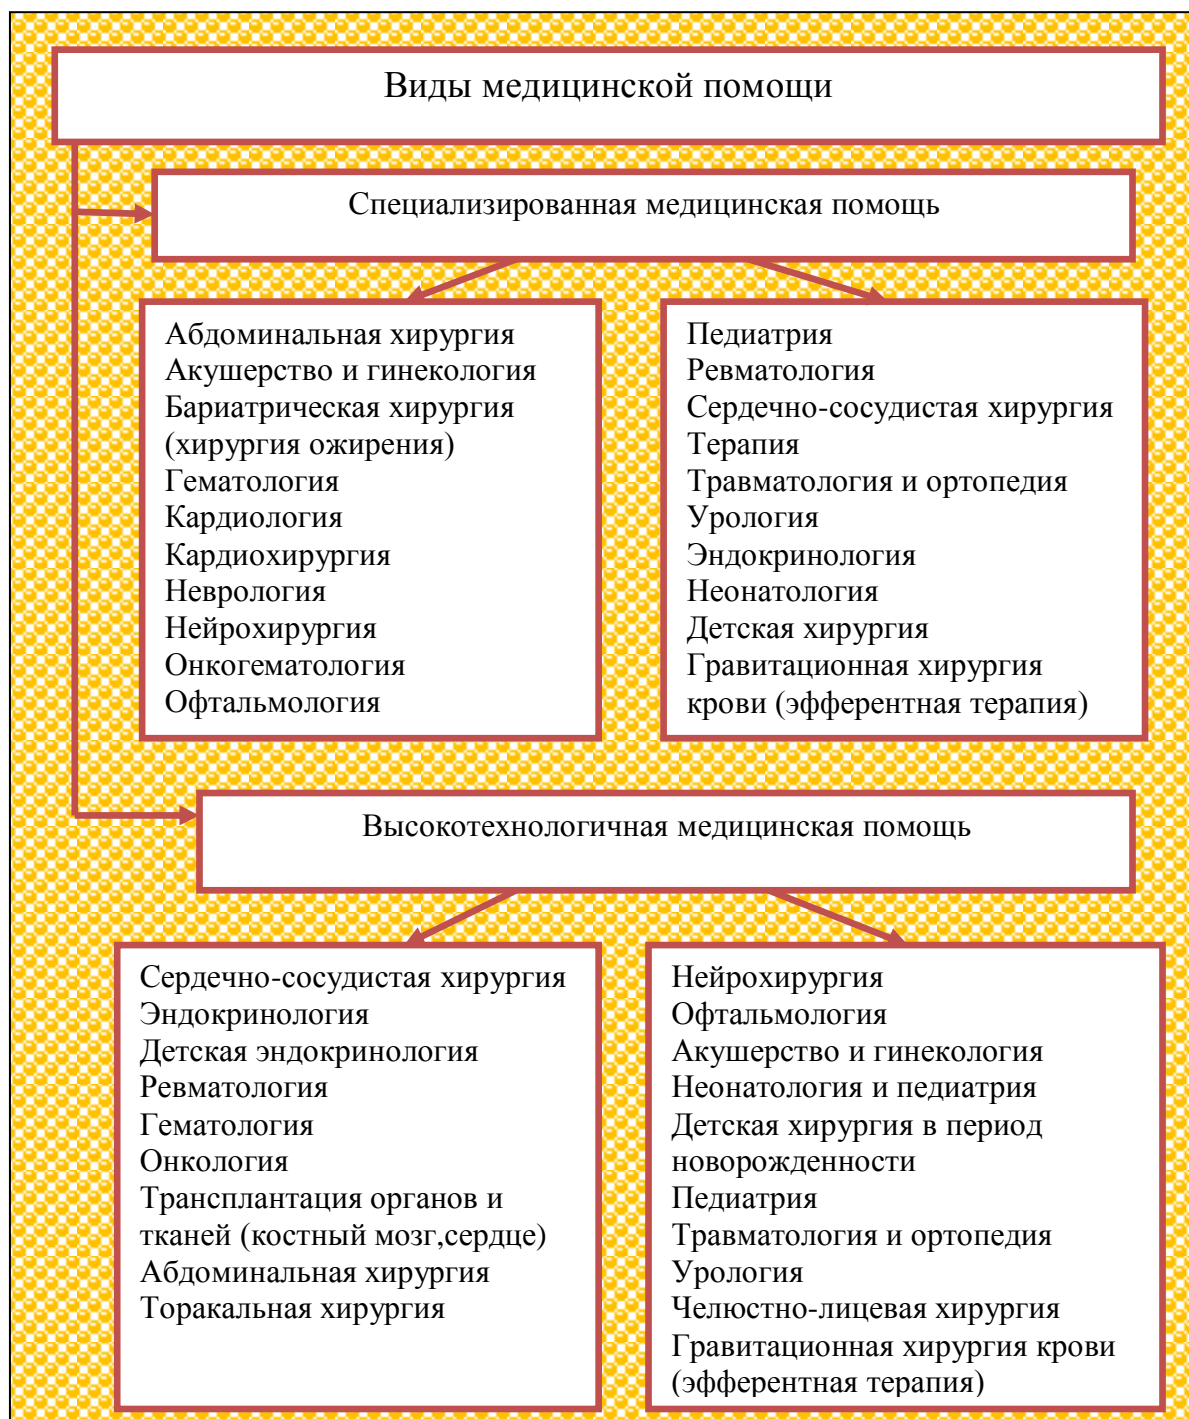 Виды медицинской помощи
Специализированная медицинская помощь
Абдоминальная хирургия
Акушерство и гинекология
Бариатрическая хирургия
(хирургия ожирения)
Гематология
Кардиология
Кардиохирургия
Неврология
Нейрохирургия
Онкогематология
Офтальмология
Педиатрия
Ревматология
Сердечно-сосудистая хирургия
Терапия
Травматология и ортопедия
Урология
Эндокринология
Неонатология
Детская хирургия
Гравитационная хирургия
крови (эфферентная терапия)
Высокотехнологичная медицинская помощь
Сердечно-сосудистая хирургия
Эндокринология
Детская эндокринология
Ревматология
Гематология
Онкология
Трансплантация органов и
тканей (костный мозг,сердце)
Абдоминальная хирургия
Торакальная хирургия
Нейрохирургия
Офтальмология
Акушерство и гинекология
Неонатология и педиатрия
Детская хирургия в период
новорожденности
Педиатрия
Травматология и ортопедия
Урология
Челюстно-лицевая хирургия
Гравитационная хирургия крови
(эфферентная терапия)